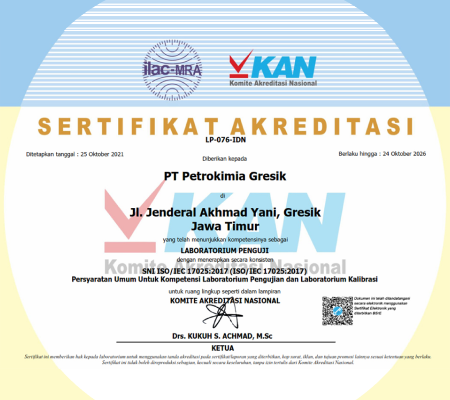 ilac-MRA
KAN
Komite Akreditasi Nasional
SERTIFIKAT AKREDITASI
LP-076-IDN
Ditetapkan tanggal : 25 Oktober 2021
Diberikan kepada
Berlaku hingga : 24 Oktober 2026
PT Petrokimia Gresik
di
Jl. Jenderal Akhmad Yani, Gresik
Jawa Timur
yang telah menunjukkan kompetensinya sebagai
LABORATORIUM PENGUJI
dengan menerapkan secara konsisten
KAN
Komite Akreditasi Nasional
SNI ISO/IEC 17025:2017 (ISO/IEC 17025:2017)
Persyaratan Umum Untuk Kompetensi Laboratorium Pengujian dan Laboratorium Kalibrasi
untuk ruang lingkup seperti dalam lampiran
KOMITE AKREDITASI NASIONAL
Dokumen ini telah ditandatangani
secara elektronik menggunakan
Sertifikat Elektronik yang
diterbitkan BSrE
Drs. KUKUH S. ACHMAD, M.Sc
KETUA
Sertifikat ini memberikan hak kepada laboratorium untuk menggunakan tanda akreditasi pada sertifikat/laporan yang diterbitkan, kop surat, iklan, dan tujuan promosi lainnya sesuai ketentuan yang berlaku.
Sertifikat ini tidak boleh direproduksi sebagian, kecuali secara keseluruhan, tanpa izin tertulis dari Komite Akreditasi Nasional.